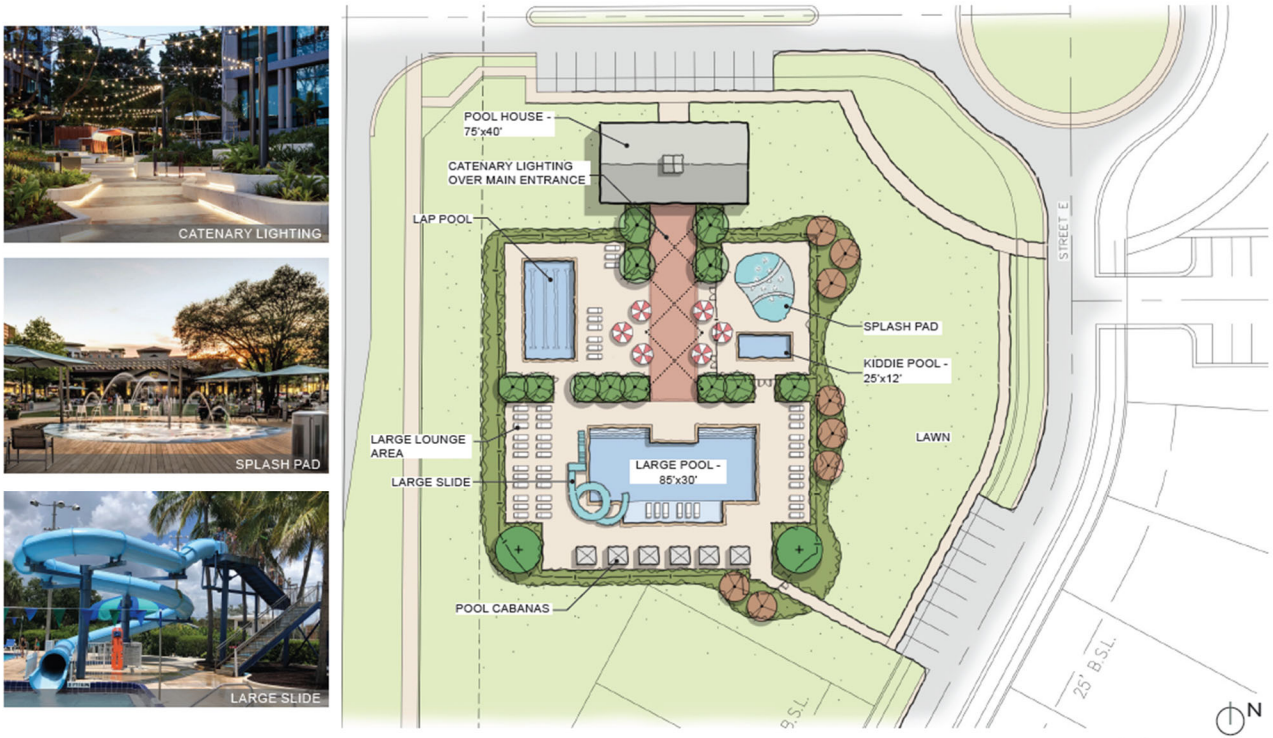 CATENARY LIGHTING
SPLASH PAD
LARGE SLIDE
POOL HOUSE -
75'x40'
CATENARY LIGHTING
OVER MAIN ENTRANCE
LAP POOL
SPLASH PAD
KIDDIE POOL -
25'x12'
LARGE LOUNGE
AREA
LAWN
LARGE POOL -
85'x30'
LARGE SLIDE
POOL CABANAS
STREET E
25' B.S.L.
B.S.L.
N